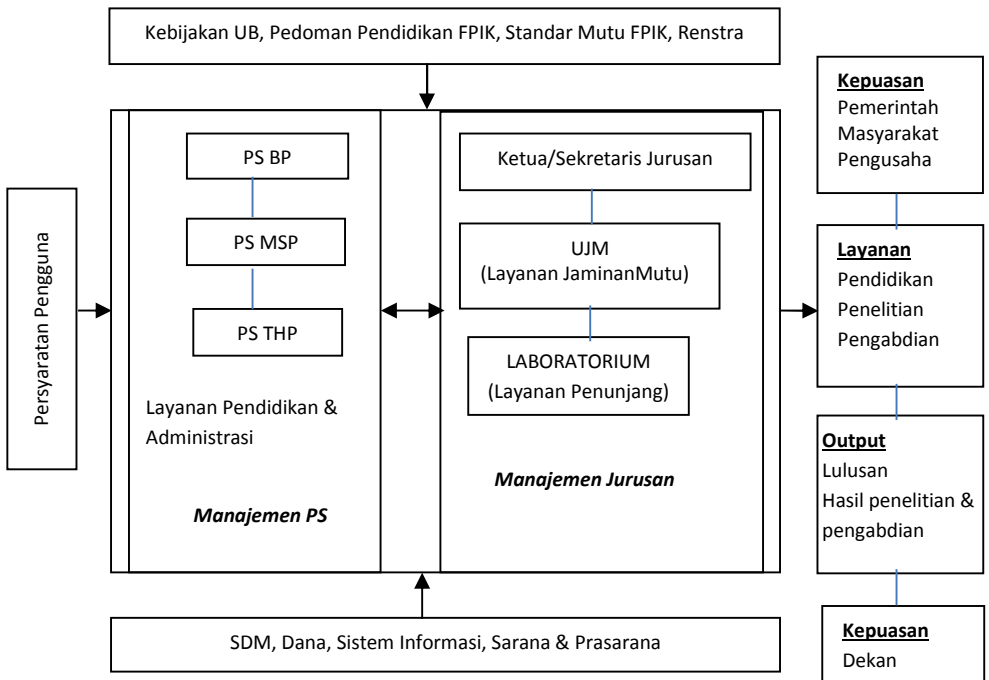 Kebijakan UB, Pedoman Pendidikan FPIK, Standar Mutu FPIK, Renstra
Persyaratan Pengguna
PS BP
PS MSP
PS THP
Layanan Pendidikan &
Administrasi
Manajemen PS
Ketua/Sekretaris Jurusan
UJM
(Layanan JaminanMutu)
LABORATORIUM
(Layanan Penunjang)
Manajemen Jurusan
SDM, Dana, Sistem Informasi, Sarana & Prasarana
Kepuasan
Pemerintah
Masyarakat
Pengusaha
Layanan
Pendidikan
Penelitian
Pengabdian
Output
Lulusan
Hasil penelitian &
pengabdian
Kepuasan
Dekan